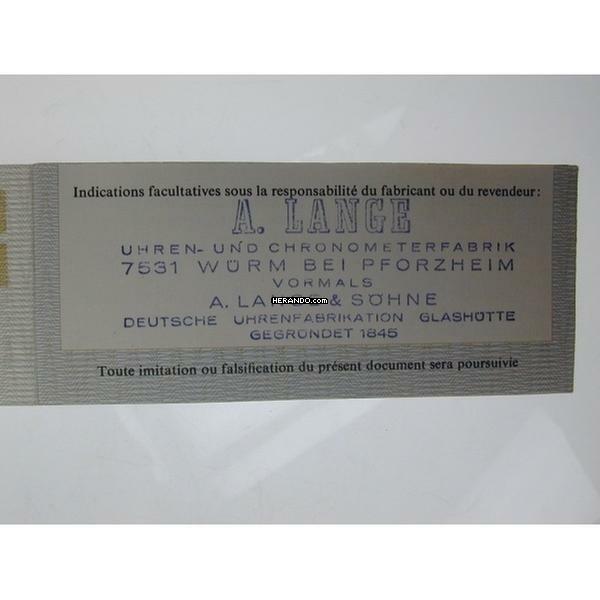 Indications facultatives sous la responsabilité du fabricant ou du revendeur:
A. LANGE
UHREN- UND CHRONOMETERFABRIK
7531 WÜRM BEI PFORZHEIM
VORMALS
A. LA HERANDO.com & SÖHNE
DEUTSCHE UHRENFABRIKATION GLASHÜTTE
GEGRÜNDET 1845
Toute imitation ou falsification du présent document sera poursuivie